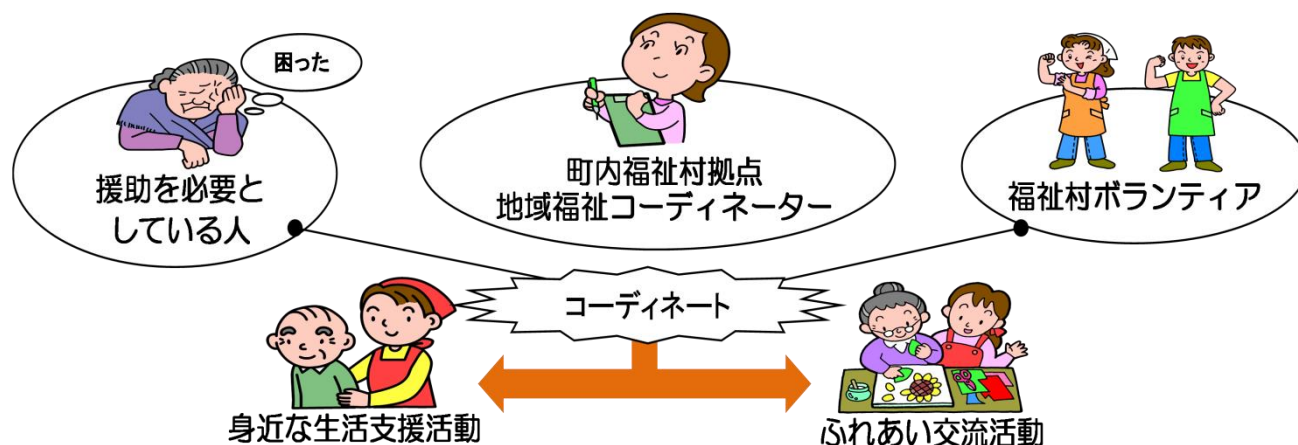 困った
援助を必要と
している人
町内福祉村拠点
地域福祉コーディネーター
福祉村ボランティア
コーディネート
身近な生活支援活動
ふれあい交流活動